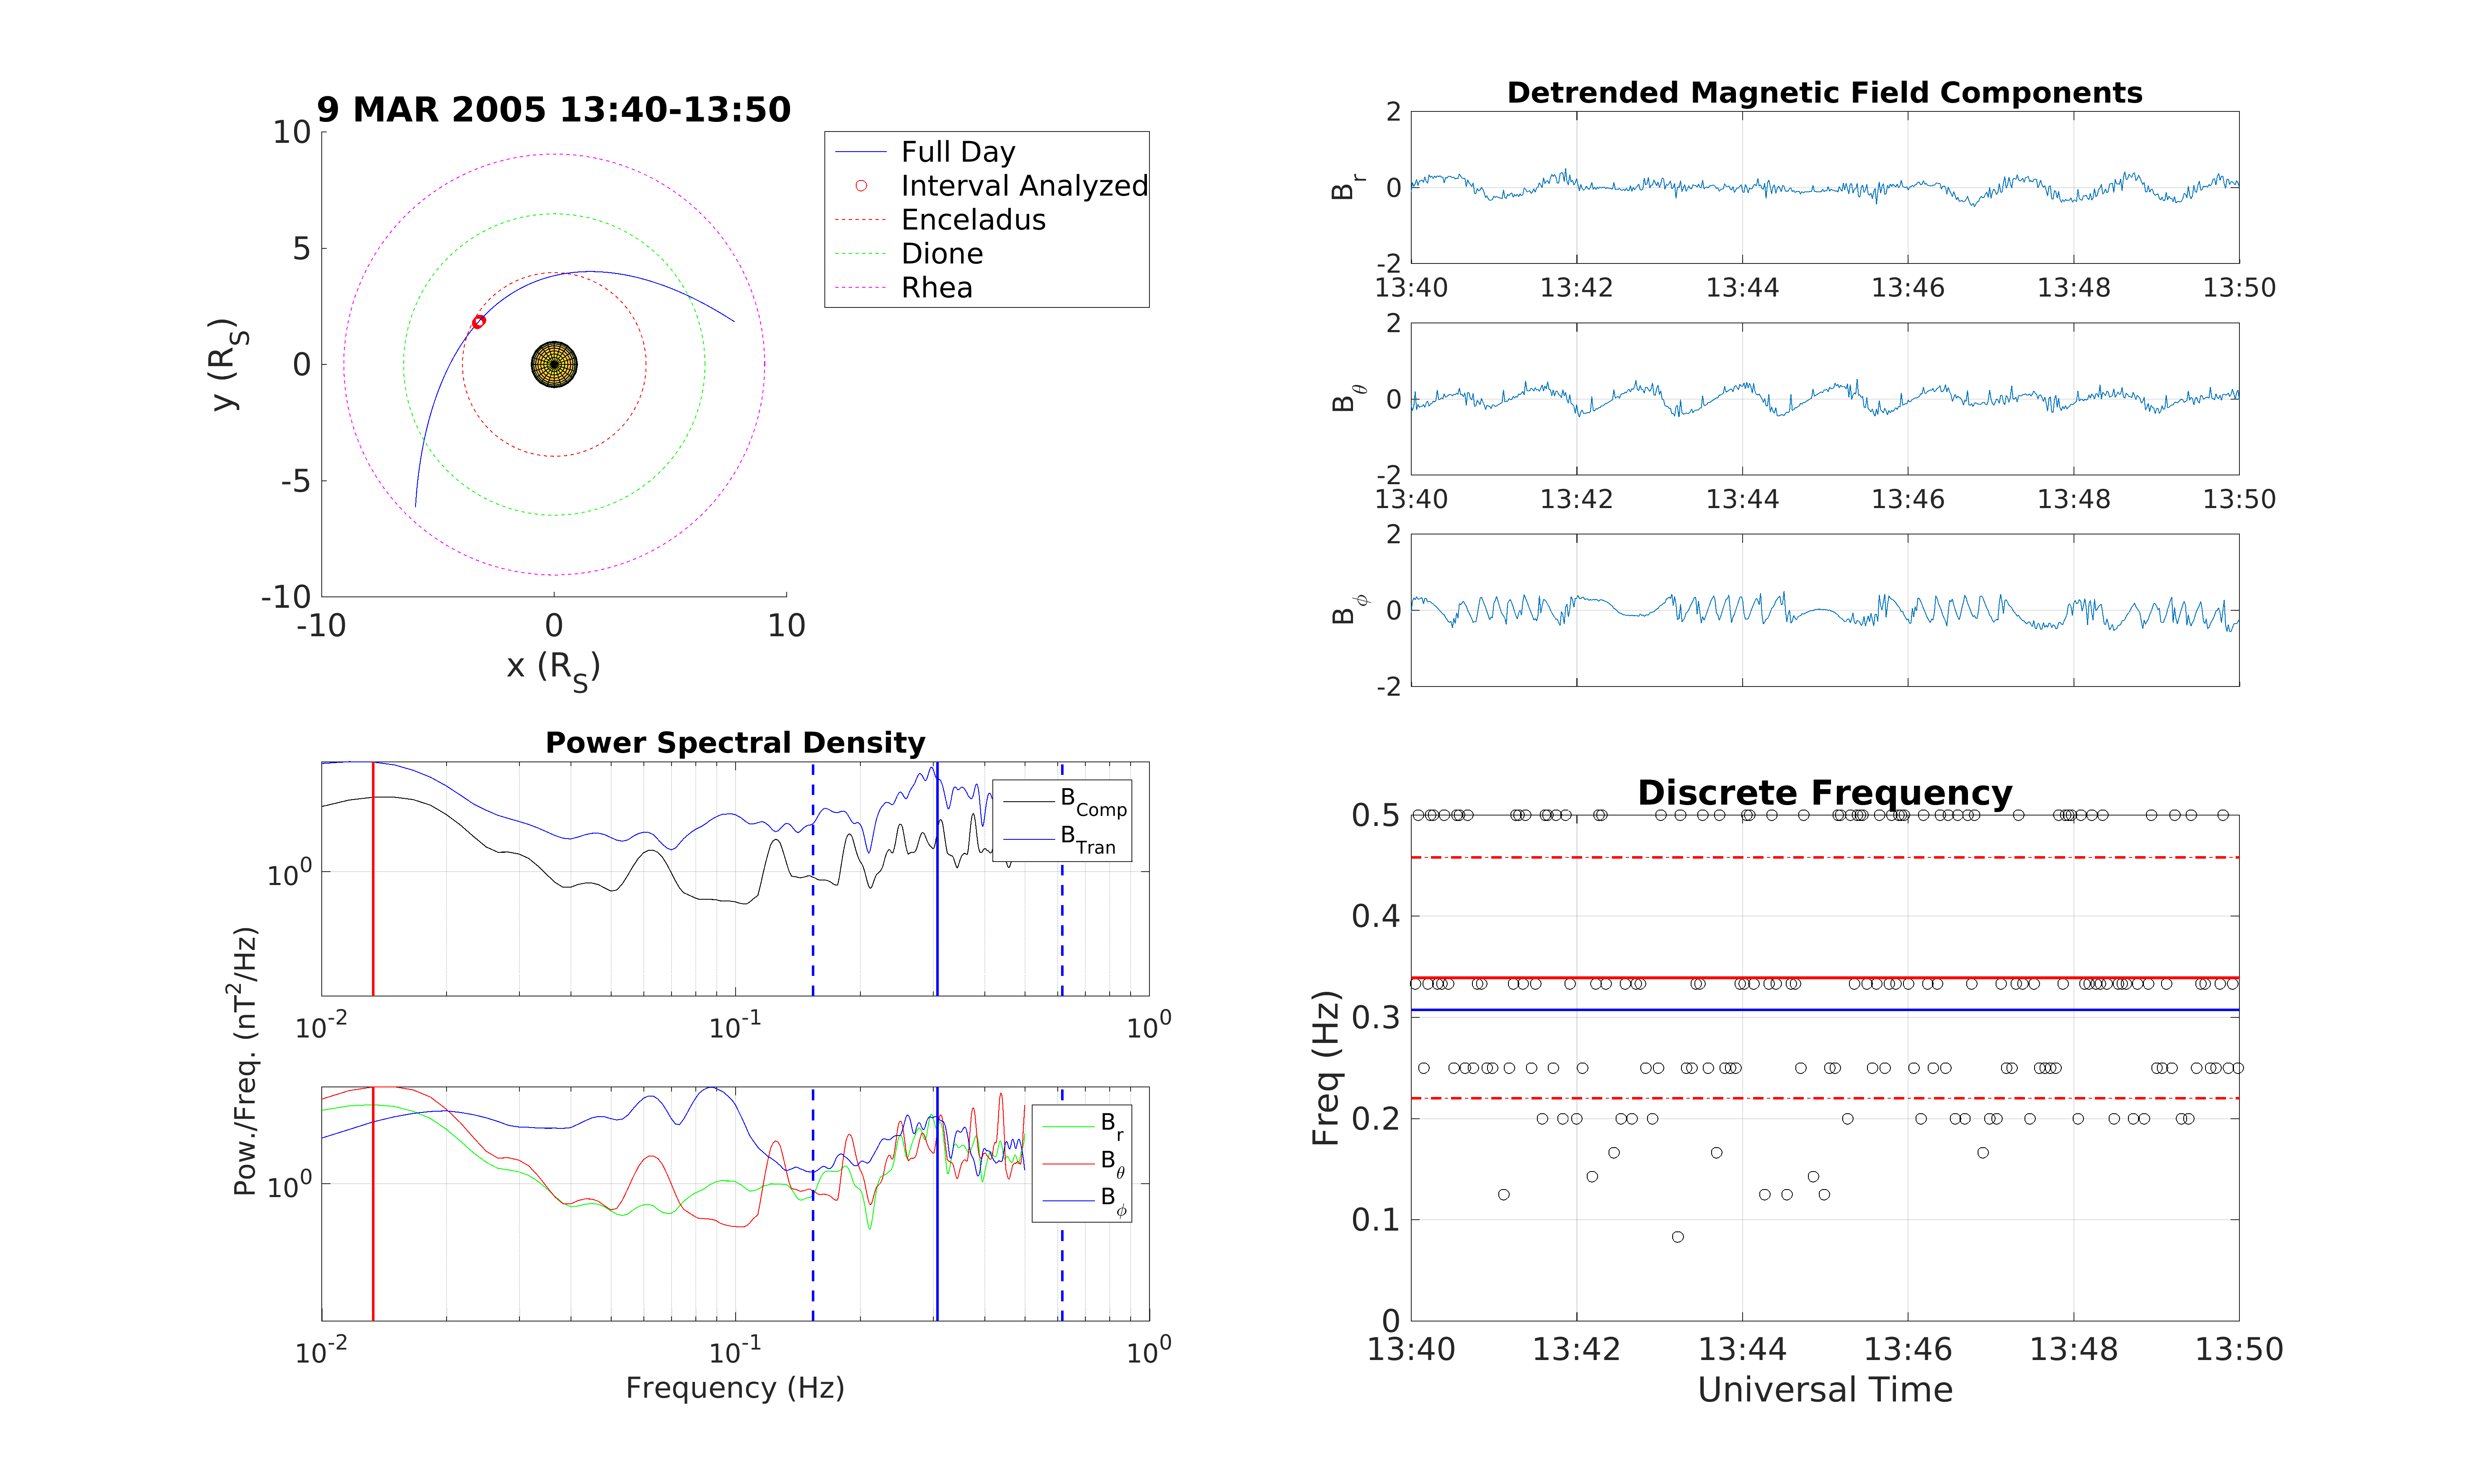 9 MAR 2005 13:40-13:50
10
5
0
-5
-10
-10
0
10
y (R_S)
x (R_S)
Full Day
Interval Analyzed
Enceladus
Dione
Rhea
Detrended Magnetic Field Components
2
0
-2
B_r
13:40
13:42
13:44
13:46
13:48
13:50
2
0
-2
B_θ
13:40
13:42
13:44
13:46
13:48
13:50
2
0
-2
B_ϕ
Power Spectral Density
10^0
B_Comp
B_Tran
10^-2
10^-1
10^0
10^0
B_r
B_θ
B_ϕ
10^-2
10^-1
10^0
Pow./Freq. (nT^2/Hz)
Frequency (Hz)
Discrete Frequency
0.5
0.4
0.3
0.2
0.1
0
Freq (Hz)
13:40
13:42
13:44
13:46
13:48
13:50
Universal Time